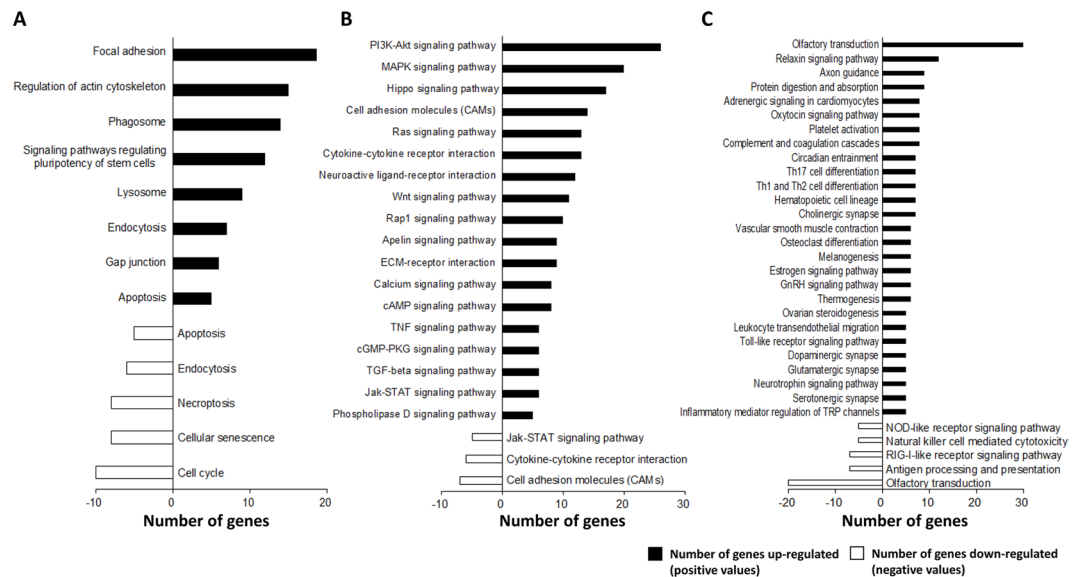 A
Focal adhesion
Regulation of actin cytoskeleton
Phagosome
Signaling pathways regulating
pluripotency of stem cells
Lysosome
Endocytosis
Gap junction
Apoptosis
Apoptosis
Endocytosis
Necroptosis
Cellular senescence
Cell cycle
-10 0 10 20
Number of genes
B
PI3K-Akt signaling pathway
MAPK signaling pathway
Hippo signaling pathway
Cell adhesion molecules (CAMs)
Ras signaling pathway
Cytokine-cytokine receptor interaction
Neuroactive ligand-receptor interaction
Wnt signaling pathway
Rap1 signaling pathway
Apelin signaling pathway
ECM-receptor interaction
Calcium signaling pathway
cAMP signaling pathway
TNF signaling pathway
cGMP-PKG signaling pathway
TGF-beta signaling pathway
Jak-STAT signaling pathway
Phospholipase D signaling pathway
Jak-STAT signaling pathway
Cytokine-cytokine receptor interaction
Cell adhesion molecules (CAMs)
-10 0 10 20 30
Number of genes
C
Olfactory transduction
Relaxin signaling pathway
Axon guidance
Protein digestion and absorption
Adrenergic signaling in cardiomyocytes
Oxytocin signaling pathway
Platelet activation
Complement and coagulation cascades
Circadian entrainment
Th17 cell differentiation
Th1 and Th2 cell differentiation
Hematopoietic cell lineage
Cholinergic synapse
Vascular smooth muscle contraction
Osteoclast differentiation
Melanogenesis
Estrogen signaling pathway
GnRH signaling pathway
Thermogenesis
Ovarian steroidogenesis
Leukocyte transendothelial migration
Toll-like receptor signaling pathway
Dopaminergic synapse
Glutamatergic synapse
Neurotrophin signaling pathway
Serotonergic synapse
Inflammatory mediator regulation of TRP channels
NOD-like receptor signaling pathway
Natural killer cell mediated cytotoxicity
RIG-I-like receptor signaling pathway
Antigen processing and presentation
Olfactory transduction
-20 -10 0 10 20 30
Number of genes
Number of genes up-regulated
(positive values)
Number of genes down-regulated
(negative values)